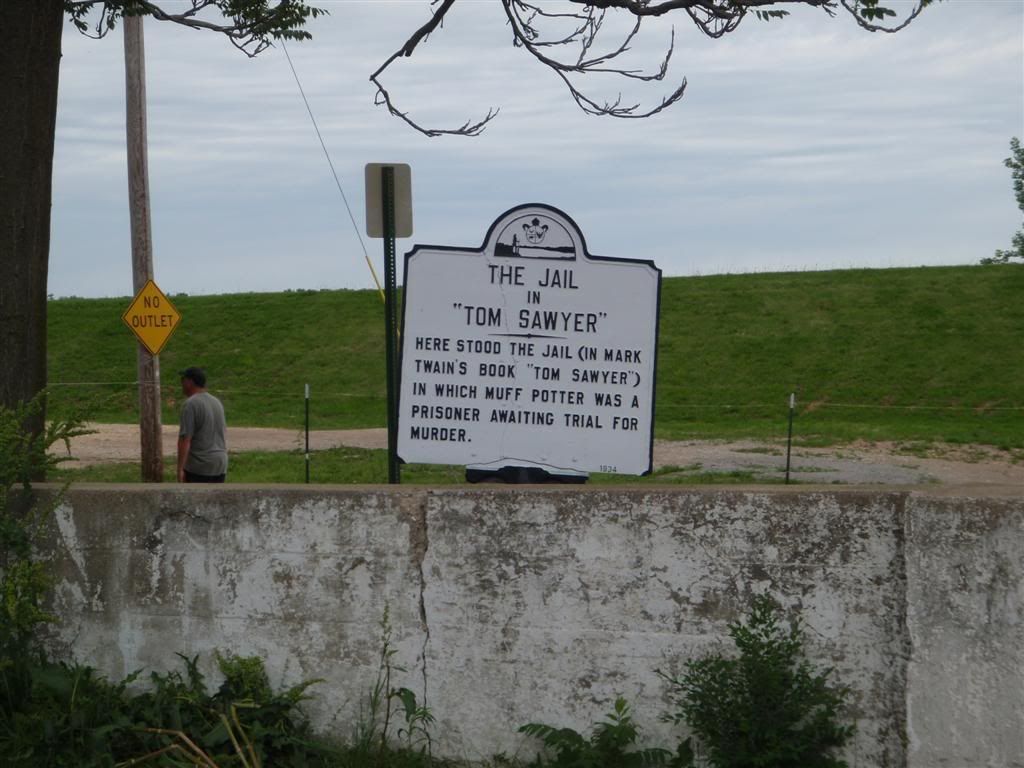 NO
OUTLET
THE JAIL
IN
"TOM SAWYER"
HERE STOOD THE JAIL (IN MARK
TWAIN'S BOOK "TOM SAWYER")
IN WHICH MUFF POTTER WAS A
PRISONER AWAITING TRIAL FOR
MURDER.
1934